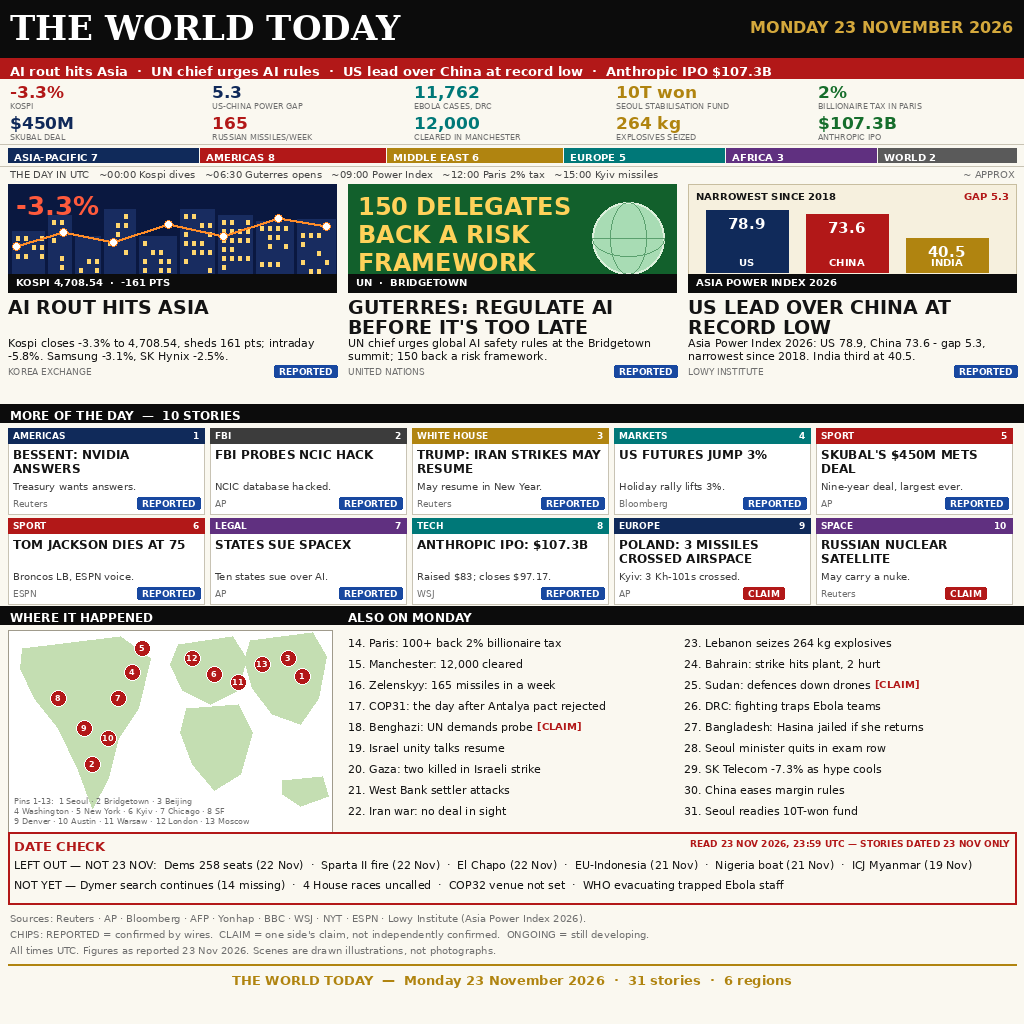 THE WORLD TODAY
MONDAY 23 NOVEMBER 2026
AI rout hits Asia · UN chief urges AI rules · US lead over China at record low · Anthropic IPO $107.3B
-3.3%
KOSPI
5.3
US-CHINA POWER GAP
11,762
EBOLA CASES, DRC
10T won
SEOUL STABILISATION FUND
2%
BILLIONAIRE TAX IN PARIS
$450M
SKUBAL DEAL
165
RUSSIAN MISSILES/WEEK
12,000
CLEARED IN MANCHESTER
264 kg
EXPLOSIVES SEIZED
$107.3B
ANTHROPIC IPO
ASIA-PACIFIC 7
AMERICAS 8
MIDDLE EAST 6
EUROPE 5
AFRICA 3
WORLD 2
THE DAY IN UTC ~00:00 Kospi dives ~06:30 Guterres opens ~09:00 Power Index ~12:00 Paris 2% tax ~15:00 Kyiv missiles
~ APPROX
-3.3%
KOSPI 4,708.54 · -161 PTS
AI ROUT HITS ASIA
Kospi closes -3.3% to 4,708.54, sheds 161 pts; intraday
-5.8%. Samsung -3.1%, SK Hynix -2.5%.
KOREA EXCHANGE
REPORTED
150 DELEGATES
BACK A RISK
FRAMEWORK
UN · BRIDGETOWN
GUTERRES: REGULATE AI
BEFORE IT'S TOO LATE
UN chief urges global AI safety rules at the Bridgetown
summit; 150 back a risk framework.
UNITED NATIONS
REPORTED
NARROWEST SINCE 2018
GAP 5.3
78.9
US
73.6
CHINA
40.5
INDIA
ASIA POWER INDEX 2026
US LEAD OVER CHINA AT
RECORD LOW
Asia Power Index 2026: US 78.9, China 73.6 - gap 5.3,
narrowest since 2018. India third at 40.5.
LOWY INSTITUTE
REPORTED
MORE OF THE DAY — 10 STORIES
AMERICAS 1
BESSENT: NVIDIA
ANSWERS
Treasury wants answers.
Reuters
REPORTED
FBI 2
FBI PROBES NCIC HACK
NCIC database hacked.
AP
REPORTED
WHITE HOUSE 3
TRUMP: IRAN STRIKES MAY
RESUME
May resume in New Year.
Reuters
REPORTED
MARKETS 4
US FUTURES JUMP 3%
Holiday rally lifts 3%.
Bloomberg
REPORTED
SPORT 5
SKUBAL'S $450M METS
DEAL
Nine-year deal, largest ever.
AP
REPORTED
SPORT 6
TOM JACKSON DIES AT 75
Broncos LB, ESPN voice.
ESPN
REPORTED
LEGAL 7
STATES SUE SPACEX
Ten states sue over AI.
AP
REPORTED
TECH 8
ANTHROPIC IPO: $107.3B
Raised $83; closes $97.17.
WSJ
REPORTED
EUROPE 9
POLAND: 3 MISSILES
CROSSED AIRSPACE
Kyiv: 3 Kh-101s crossed.
AP
CLAIM
SPACE 10
RUSSIAN NUCLEAR
SATELLITE
May carry a nuke.
Reuters
CLAIM
WHERE IT HAPPENED
5
4
8
7
9
10
2
12
6
11
13
3
1
Pins 1-13: 1 Seoul · 2 Bridgetown · 3 Beijing
4 Washington · 5 New York · 6 Kyiv · 7 Chicago · 8 SF
9 Denver · 10 Austin · 11 Warsaw · 12 London · 13 Moscow
ALSO ON MONDAY
14. Paris: 100+ back 2% billionaire tax
15. Manchester: 12,000 cleared
16. Zelenskyy: 165 missiles in a week
17. COP31: the day after Antalya pact rejected
18. Benghazi: UN demands probe [CLAIM]
19. Israel unity talks resume
20. Gaza: two killed in Israeli strike
21. West Bank settler attacks
22. Iran war: no deal in sight
23. Lebanon seizes 264 kg explosives
24. Bahrain: strike hits plant, 2 hurt
25. Sudan: defences down drones [CLAIM]
26. DRC: fighting traps Ebola teams
27. Bangladesh: Hasina jailed if she returns
28. Seoul minister quits in exam row
29. SK Telecom -7.3% as hype cools
30. China eases margin rules
31. Seoul readies 10T-won fund
DATE CHECK
READ 23 NOV 2026, 23:59 UTC — STORIES DATED 23 NOV ONLY
LEFT OUT — NOT 23 NOV: Dems 258 seats (22 Nov) · Sparta II fire (22 Nov) · El Chapo (22 Nov) · EU-Indonesia (21 Nov) · Nigeria boat (21 Nov) · ICJ Myanmar (19 Nov)
NOT YET — Dymer search continues (14 missing) · 4 House races uncalled · COP32 venue not set · WHO evacuating trapped Ebola staff
Sources: Reuters · AP · Bloomberg · AFP · Yonhap · BBC · WSJ · NYT · ESPN · Lowy Institute (Asia Power Index 2026).
CHIPS: REPORTED = confirmed by wires. CLAIM = one side's claim, not independently confirmed. ONGOING = still developing.
All times UTC. Figures as reported 23 Nov 2026. Scenes are drawn illustrations, not photographs.
THE WORLD TODAY — Monday 23 November 2026 · 31 stories · 6 regions